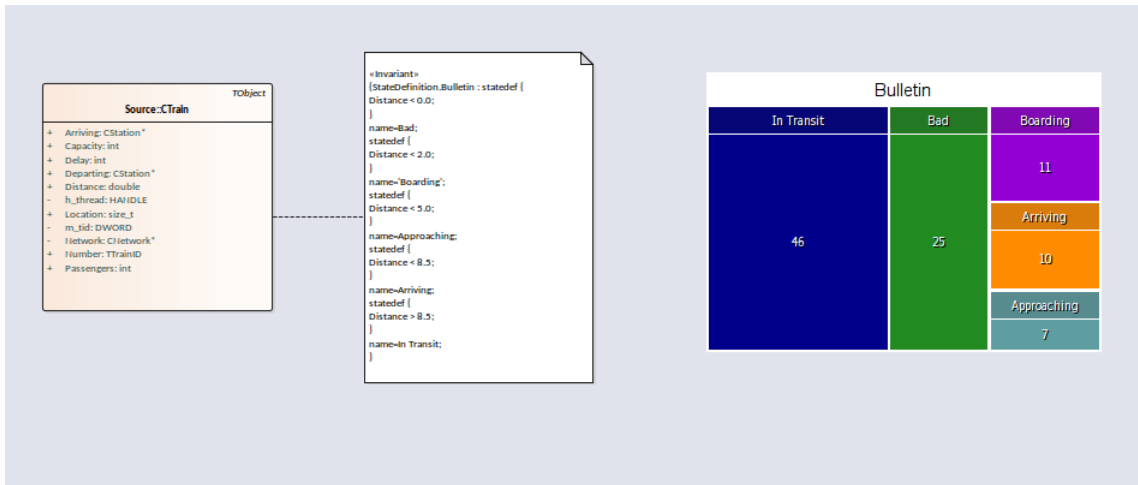 TObject
Source::CTrain
+ Arriving: CStation*
+ Capacity: int
+ Delay: int
+ Departing: CStation*
+ Distance: double
- h_thread: HANDLE
+ Location: size_t
- m_tid: DWORD
- Network: CNetwork*
+ Number: TTrainID
+ Passengers: int
«Invariant»
{StateDefinition.Bulletin : statedef {
Distance < 0.0;
}
name=Bad;
statedef {
Distance < 2.0;
}
name='Boarding';
statedef {
Distance < 5.0;
}
name=Approaching;
statedef {
Distance < 8.5;
}
name=Arriving;
statedef {
Distance > 8.5;
}
name=In Transit;
}
Bulletin
In Transit
46
Bad
25
Boarding
11
Arriving
10
Approaching
7